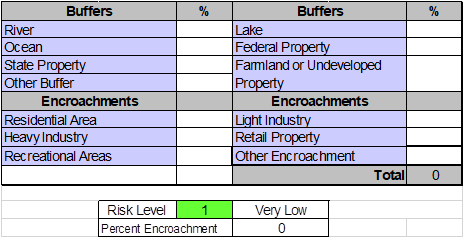 Buffers % Buffers %
River Lake
Ocean Federal Property
State Property Farmland or Undeveloped
Other Buffer Property
Encroachments Encroachments
Residential Area Light Industry
Heavy Industry Retail Property
Recreational Areas Other Encroachment
Total 0
Risk Level 1 Very Low
Percent Encroachment 0